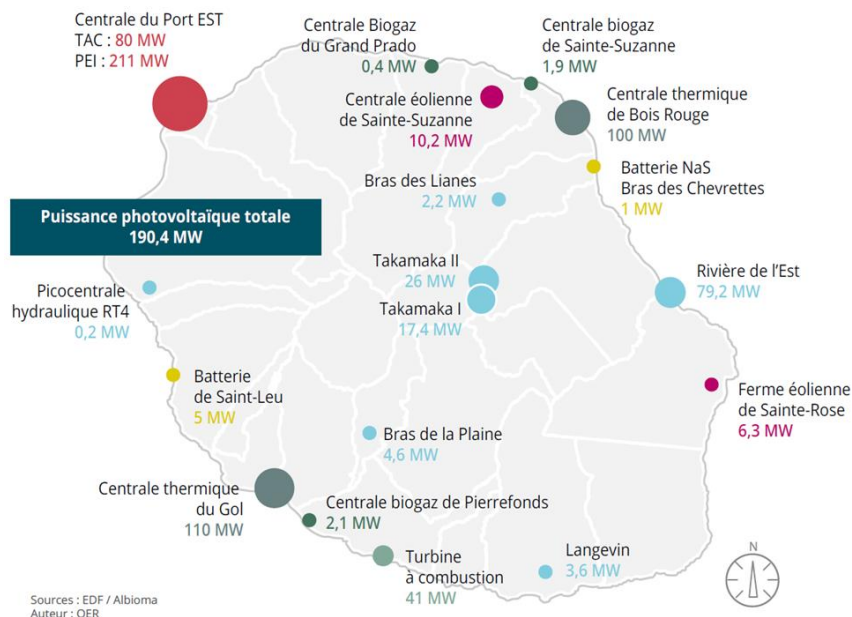 Centrale du Port EST
TAC : 80 MW
PEI : 211 MW
Centrale Biogaz
du Grand Prado
0,4 MW
Centrale biogaz
de Sainte-Suzanne
1,9 MW
Centrale éolienne
de Sainte-Suzanne
10,2 MW
Centrale thermique
de Bois Rouge
100 MW
Batterie NaS
Bras des Chevrettes
1 MW
Bras des Lianes
2,2 MW
Puissance photovoltaïque totale
190,4 MW
Takamaka II
26 MW
Takamaka I
17,4 MW
Rivière de l'Est
79,2 MW
Picocentrale
hydraulique RT4
0,2 MW
Batterie
de Saint-Leu
5 MW
Ferme éolienne
de Sainte-Rose
6,3 MW
Bras de la Plaine
4,6 MW
Centrale thermique
du Gol
110 MW
Centrale biogaz de Pierrefonds
2,1 MW
Turbine
à combustion
41 MW
Langevin
3,6 MW
N
Sources : EDF / Albioma
Auteur : OER